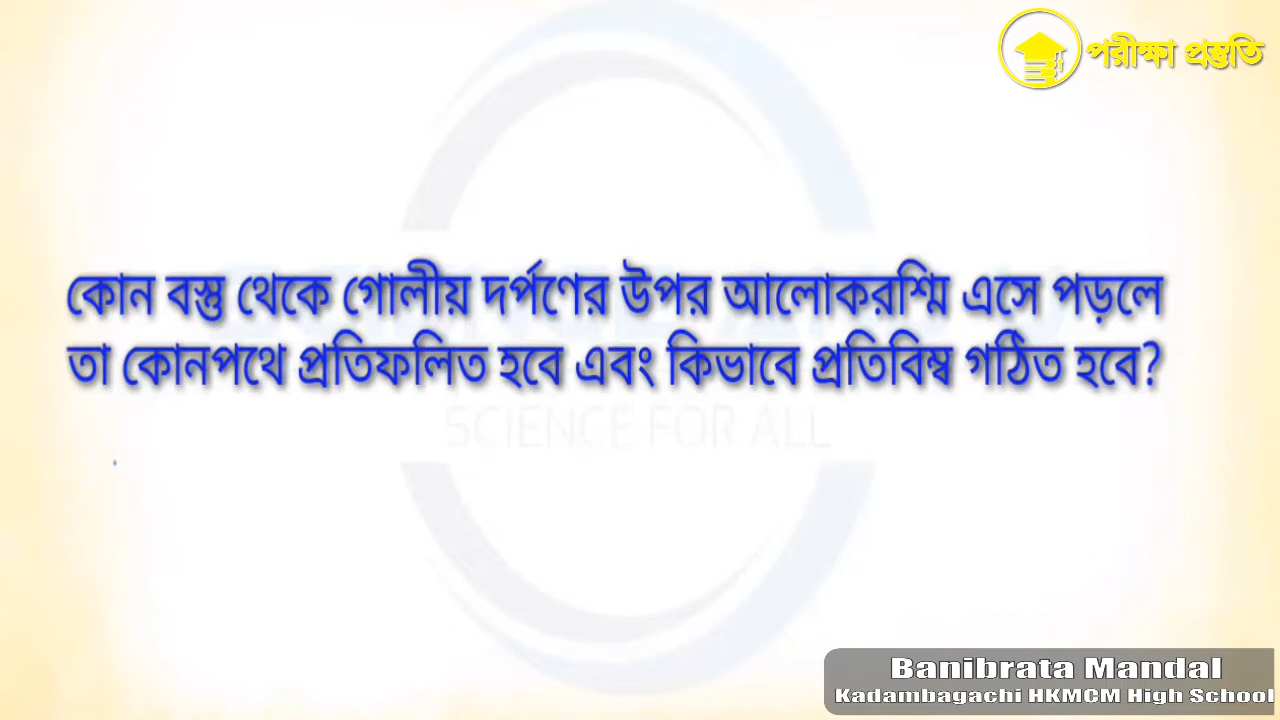 পরীক্ষা প্রস্তুতি
কোন বস্তু থেকে গোলীয় দর্পণের উপর আলোকরশ্মি এসে পড়লে
তা কোনপথে প্রতিফলিত হবে এবং কিভাবে প্রতিবিম্ব গঠিত হবে?
SCIENCE FOR ALL
Banibrata Mandal
Kadambagachi HKMCM High School